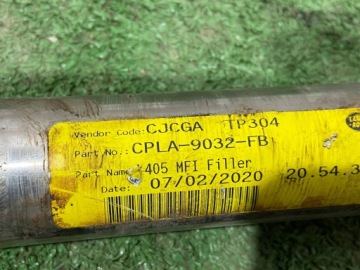 Vendor Code: CJCGA TP304
Part No.: CPLA-9032-FB
Part Name: L405 MFI Filler
Date: 07/02/2020 20.54.3